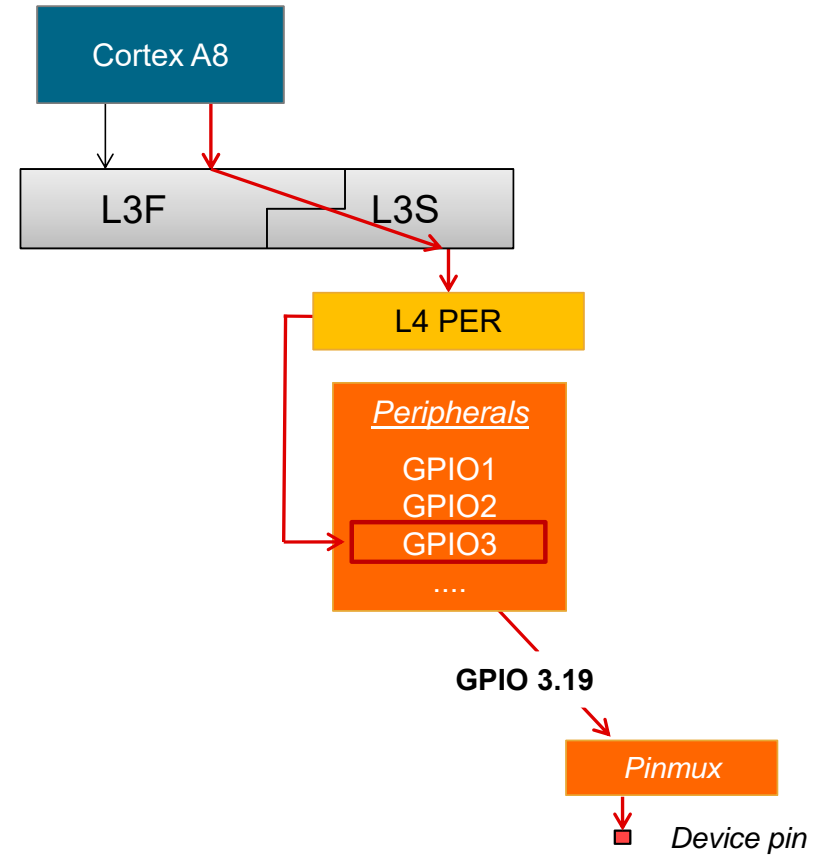 Cortex A8
L3F
L3S
L4 PER
Peripherals
GPIO1
GPIO2
GPIO3
....
GPIO 3.19
Pinmux
Device pin